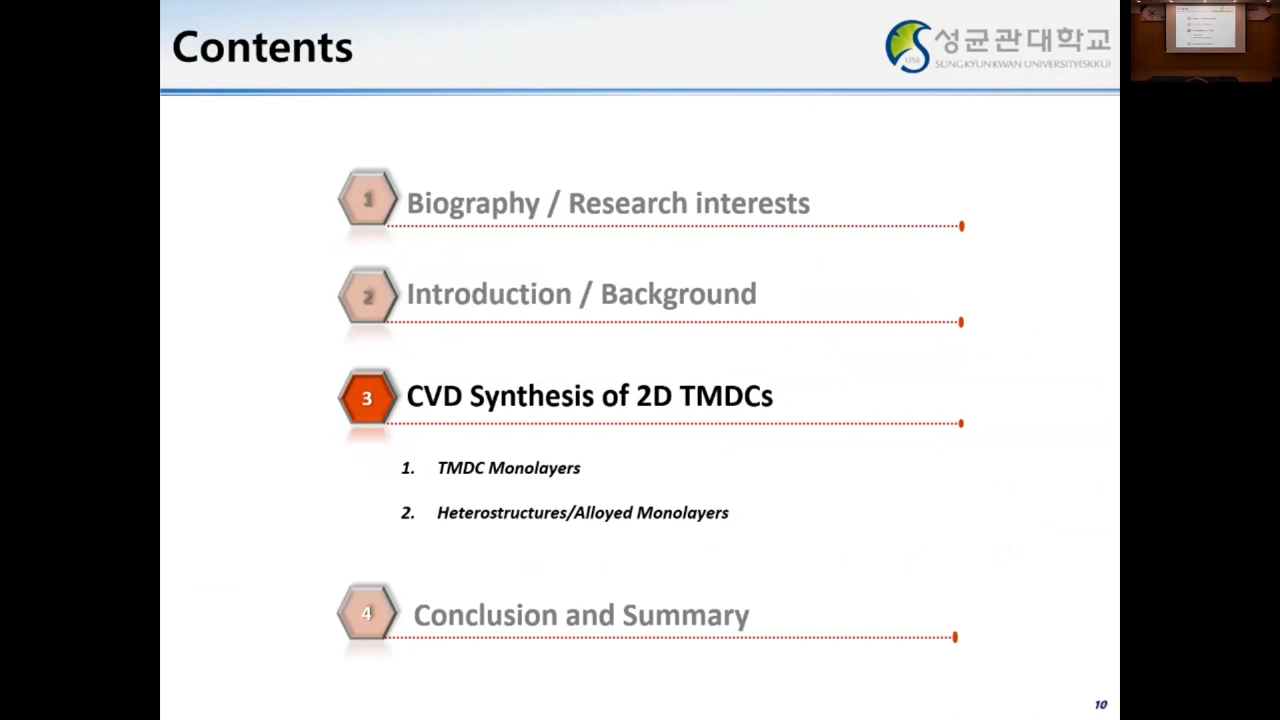 Contents
성균관대학교
SUNGKYUNKWAN UNIVERSITY(SKKU)
1 Biography / Research interests
2 Introduction / Background
3 CVD Synthesis of 2D TMDCs
1. TMDC Monolayers
2. Heterostructures/Alloyed Monolayers
4 Conclusion and Summary
10